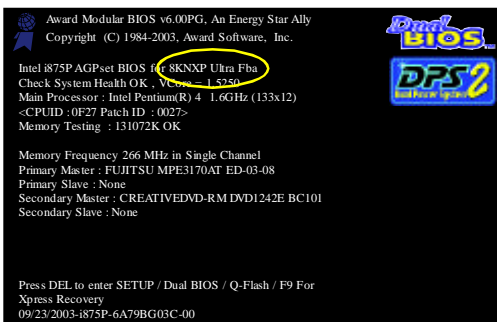 Award Modular BIOS v6.00PG, An Energy Star Ally
Copyright (C) 1984-2003, Award Software, Inc.
Dual
BIOS
Intel i875P AGPset BIOS for 8KNXP Ultra Fba
Check System Health OK , VCore = 1.5250
Main Processor : Intel Pentium(R) 4 1.6GHz (133x12)
<CPUID : 0F27 Patch ID : 0027>
Memory Testing : 131072K OK
DPS2
Dual Power System
Memory Frequency 266 MHz in Single Channel
Primary Master : FUJITSU MPE3170AT ED-03-08
Primary Slave : None
Secondary Master : CREATIVEDVD-RM DVD1242E BC101
Secondary Slave : None
Press DEL to enter SETUP / Dual BIOS / Q-Flash / F9 For
Xpress Recovery
09/23/2003-i875P-6A79BG03C-00